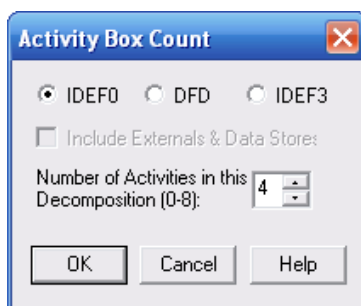 Activity Box Count
IDEF0 DFD IDEF3
Include Externals & Data Stores
Number of Activities in this
Decomposition (0-8):
4
OK Cancel Help